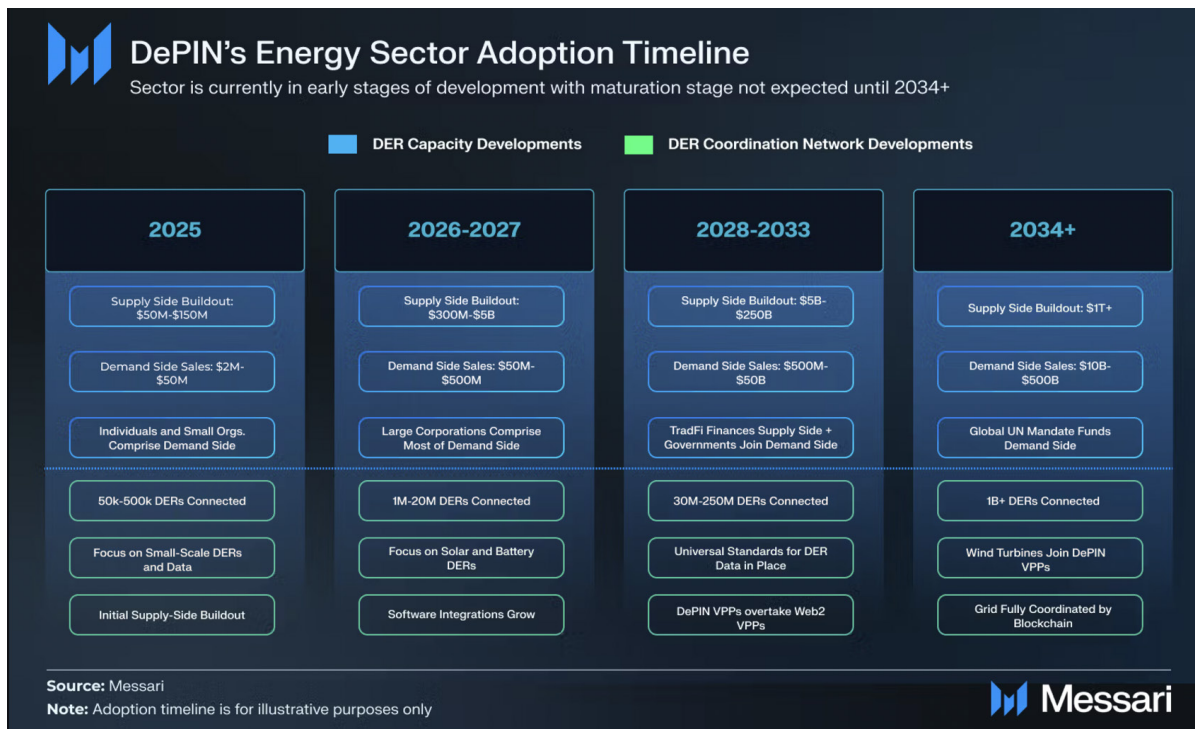 DePIN's Energy Sector Adoption Timeline
Sector is currently in early stages of development with maturation stage not expected until 2034+
DER Capacity Developments
DER Coordination Network Developments
2025
Supply Side Buildout:
$50M-$150M
Demand Side Sales: $2M-
$50M
Individuals and Small Orgs.
Comprise Demand Side
50k-500k DERs Connected
Focus on Small-Scale DERs
and Data
Initial Supply-Side Buildout
2026-2027
Supply Side Buildout:
$300M-$5B
Demand Side Sales: $50M-
$500M
Large Corporations Comprise
Most of Demand Side
1M-20M DERs Connected
Focus on Solar and Battery
DERs
Software Integrations Grow
2028-2033
Supply Side Buildout: $5B-
$250B
Demand Side Sales: $500M-
$50B
TradFi Finances Supply Side +
Governments Join Demand Side
30M-250M DERs Connected
Universal Standards for DER
Data in Place
DePIN VPPs overtake Web2
VPPs
2034+
Supply Side Buildout: $1T+
Demand Side Sales: $10B-
$500B
Global UN Mandate Funds
Demand Side
1B+ DERs Connected
Wind Turbines Join DePIN
VPPs
Grid Fully Coordinated by
Blockchain
Source: Messari
Note: Adoption timeline is for illustrative purposes only
Messari